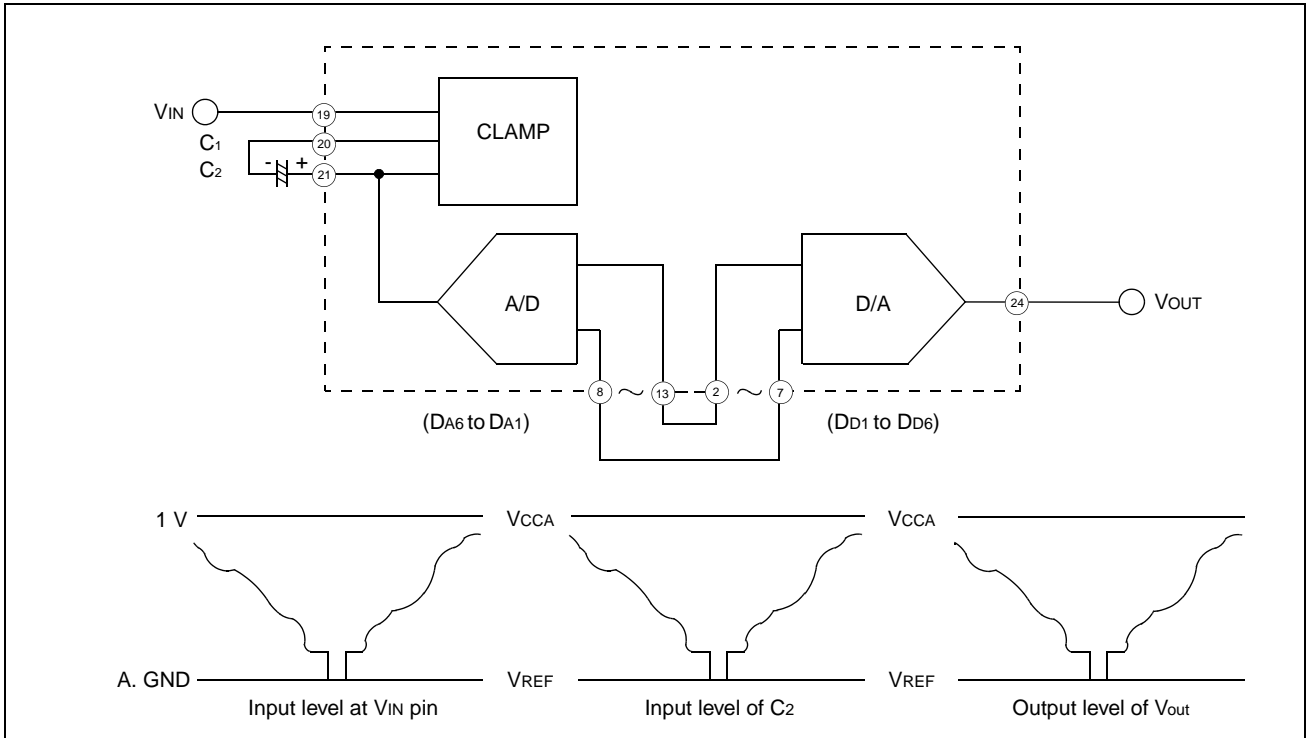 VIN
19
CLAMP
C1
20
C2
- +
21
A/D
D/A
24
VOUT
8 ~ 13 2 ~ 7
(DA6 to DA1) (DD1 to DD6)
1 V VCCA VCCA
A. GND VREF VREF
Input level at VIN pin Input level of C2 Output level of Vout